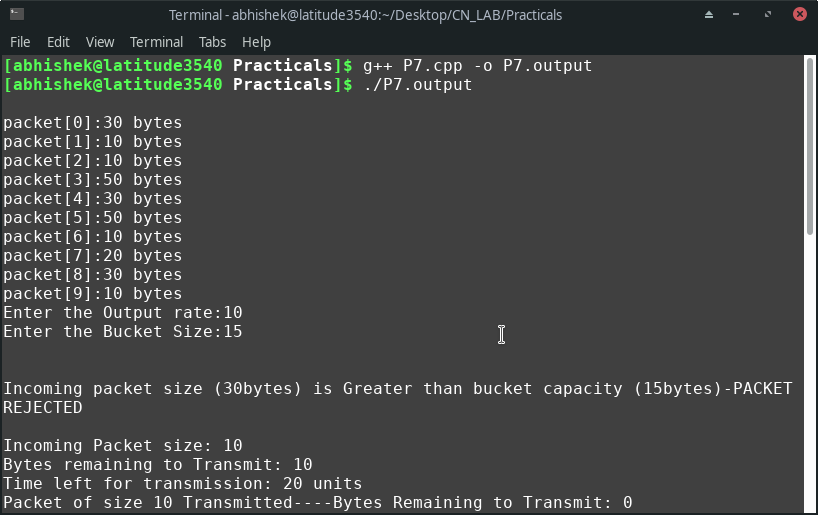 Terminal - abhishek@latitude3540:~/Desktop/CN_LAB/Practicals
File Edit View Terminal Tabs Help
[abhishek@latitude3540 Practicals]$ g++ P7.cpp -o P7.output
[abhishek@latitude3540 Practicals]$ ./P7.output
packet[0]:30 bytes
packet[1]:10 bytes
packet[2]:10 bytes
packet[3]:50 bytes
packet[4]:30 bytes
packet[5]:50 bytes
packet[6]:10 bytes
packet[7]:20 bytes
packet[8]:30 bytes
packet[9]:10 bytes
Enter the Output rate:10
Enter the Bucket Size:15
Incoming packet size (30bytes) is Greater than bucket capacity (15bytes)-PACKET
REJECTED
Incoming Packet size: 10
Bytes remaining to Transmit: 10
Time left for transmission: 20 units
Packet of size 10 Transmitted----Bytes Remaining to Transmit: 0